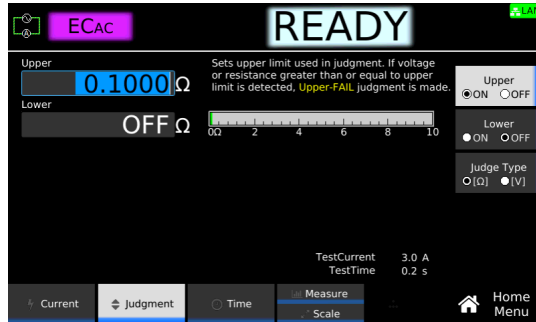 ECAC
READY
LAN
Upper
0.1000 Ω
Sets upper limit used in judgment. If voltage
or resistance greater than or equal to upper
limit is detected, Upper-FAIL judgment is made.
Lower
OFF Ω
0Ω 2 4 6 8 10
Upper
ON OFF
Lower
ON OFF
Judge Type
[Ω] [V]
TestCurrent 3.0 A
TestTime 0.2 s
Current
Judgment
Time
Measure
Scale
Home
Menu